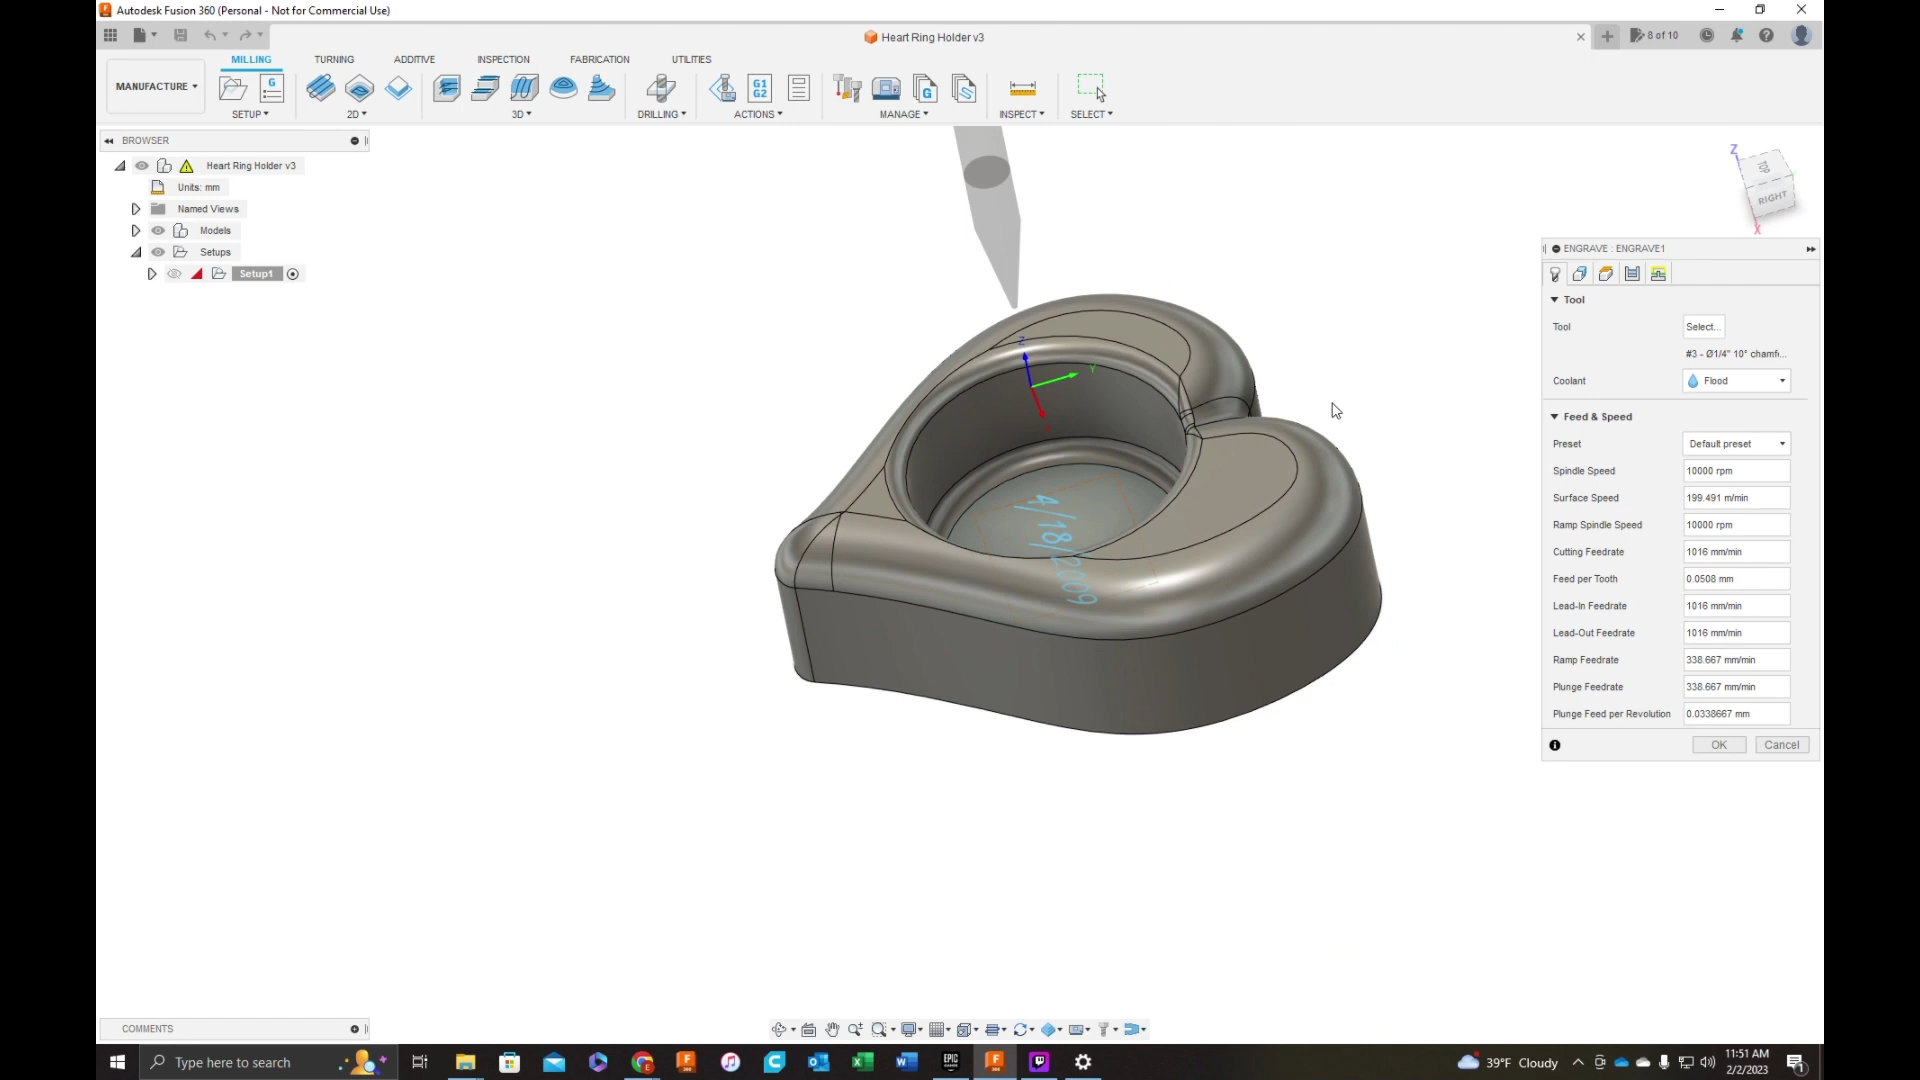 Autodesk Fusion 360 (Personal - Not for Commercial Use)
Heart Ring Holder v3
8 of 10
MILLING TURNING ADDITIVE INSPECTION FABRICATION UTILITIES
MANUFACTURE
G
G1
G2
G
SETUP 2D 3D DRILLING ACTIONS MANAGE INSPECT SELECT
BROWSER
Heart Ring Holder v3
Units: mm
Named Views
Models
Setups
Setup1
Z
TOP
RIGHT
X
Z
Y
4/18/2009
ENGRAVE : ENGRAVE1
Tool
Tool Select...
#3 - Ø1/4" 10° chamf...
Coolant Flood
Feed & Speed
Preset Default preset
Spindle Speed 10000 rpm
Surface Speed 199.491 m/min
Ramp Spindle Speed 10000 rpm
Cutting Feedrate 1016 mm/min
Feed per Tooth 0.0508 mm
Lead-In Feedrate 1016 mm/min
Lead-Out Feedrate 1016 mm/min
Ramp Feedrate 338.667 mm/min
Plunge Feedrate 338.667 mm/min
Plunge Feed per Revolution 0.0338667 mm
OK Cancel
COMMENTS
Type here to search
EPIC
GAMES
39°F Cloudy
11:51 AM
2/2/2023
1